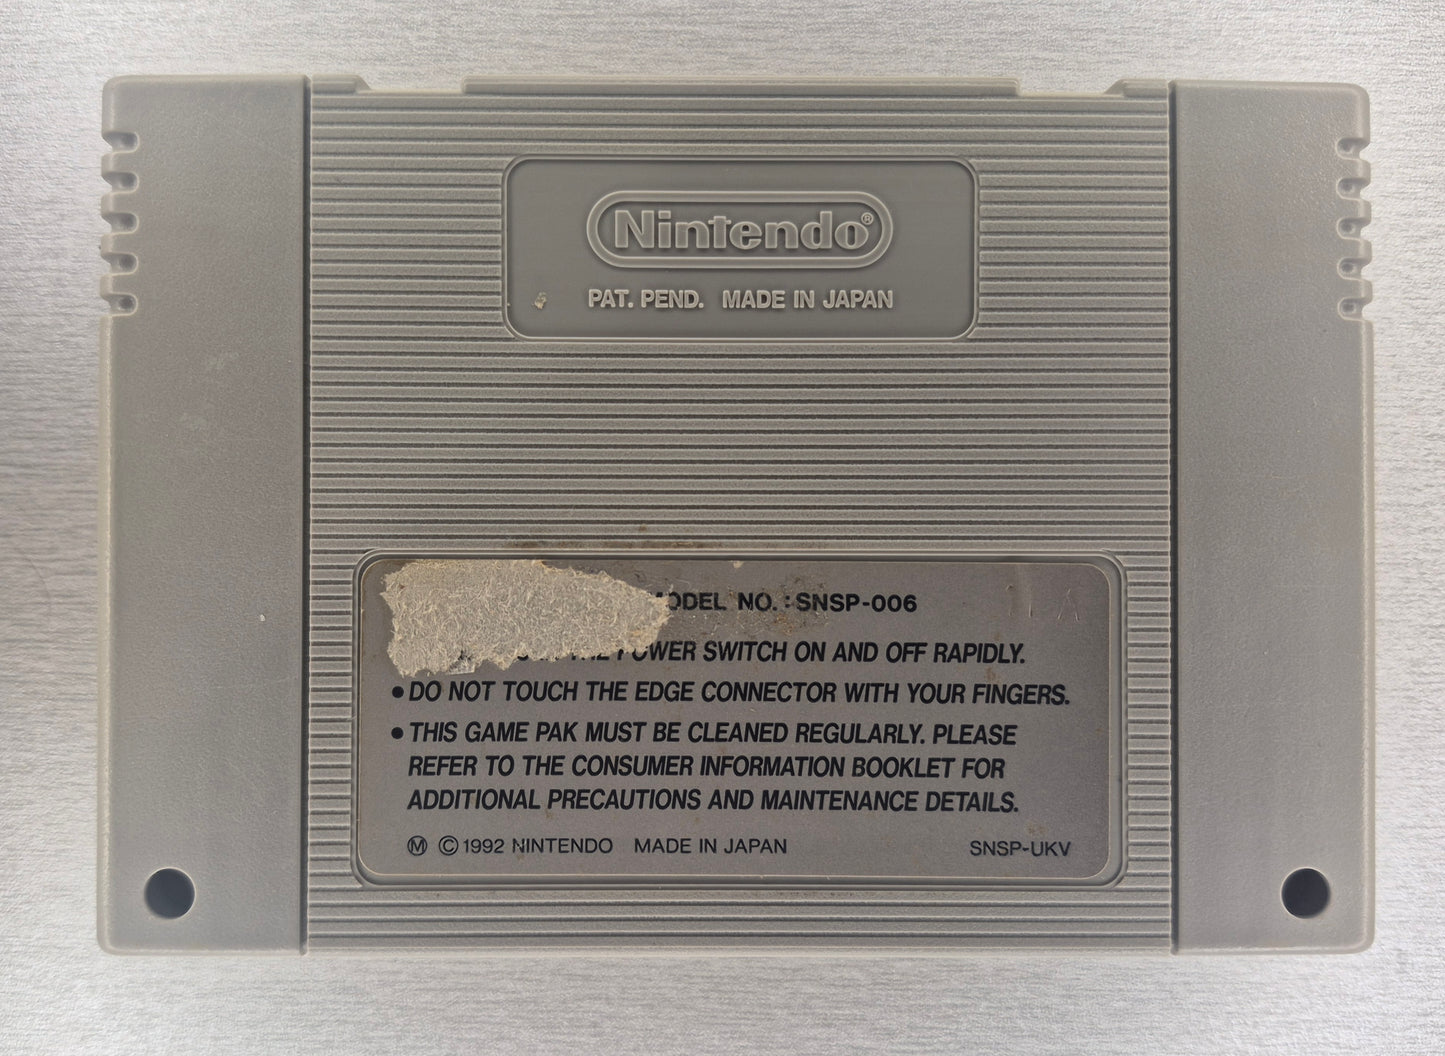 Nintendo®
PAT. PEND. MADE IN JAPAN
MODEL NO.: SNSP-006
POWER SWITCH ON AND OFF RAPIDLY.
● DO NOT TOUCH THE EDGE CONNECTOR WITH YOUR FINGERS.
● THIS GAME PAK MUST BE CLEANED REGULARLY. PLEASE
REFER TO THE CONSUMER INFORMATION BOOKLET FOR
ADDITIONAL PRECAUTIONS AND MAINTENANCE DETAILS.
Ⓜ © 1992 NINTENDO MADE IN JAPAN SNSP-UKV